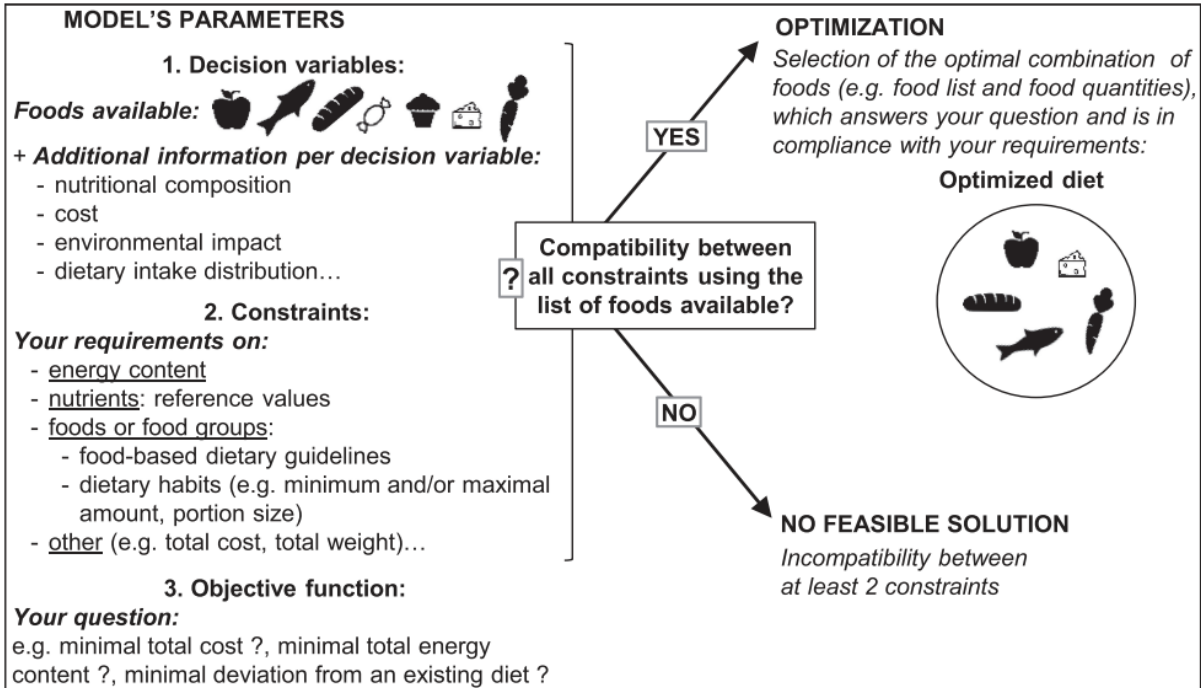 MODEL'S PARAMETERS
1. Decision variables:
Foods available:
+ Additional information per decision variable:
- nutritional composition
- cost
- environmental impact
- dietary intake distribution…
2. Constraints:
Your requirements on:
- energy content
- nutrients: reference values
- foods or food groups:
- food-based dietary guidelines
- dietary habits (e.g. minimum and/or maximal
amount, portion size)
- other (e.g. total cost, total weight)…
3. Objective function:
Your question:
e.g. minimal total cost ?, minimal total energy
content ?, minimal deviation from an existing diet ?
?
Compatibility between
all constraints using the
list of foods available?
YES
OPTIMIZATION
Selection of the optimal combination of
foods (e.g. food list and food quantities),
which answers your question and is in
compliance with your requirements:
Optimized diet
NO
NO FEASIBLE SOLUTION
Incompatibility between
at least 2 constraints